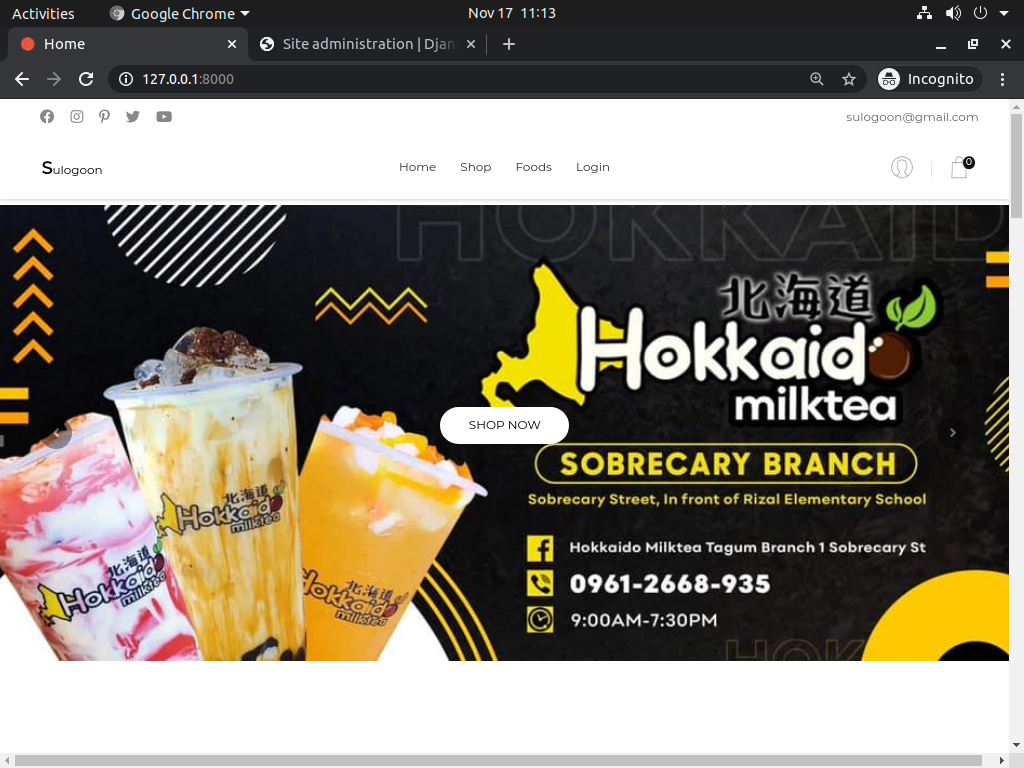 Activities
Google Chrome
Nov 17 11:13
Home
Site administration | Djan
127.0.0.1:8000
Incognito
sulogoon@gmail.com
Sulogoon
Home
Shop
Foods
Login
0
HOKKAID
北海道
Hokkaido
milktea
SHOP NOW
SOBRECARY BRANCH
Sobrecary Street, In front of Rizal Elementary School
Hokkaido Milktea Tagum Branch 1 Sobrecary St
0961-2668-935
9:00AM-7:30PM
北海道
Hokkaido
milktea
北海道
Hokkaido
milktea
北海道
Hokkaido
milktea
HOK